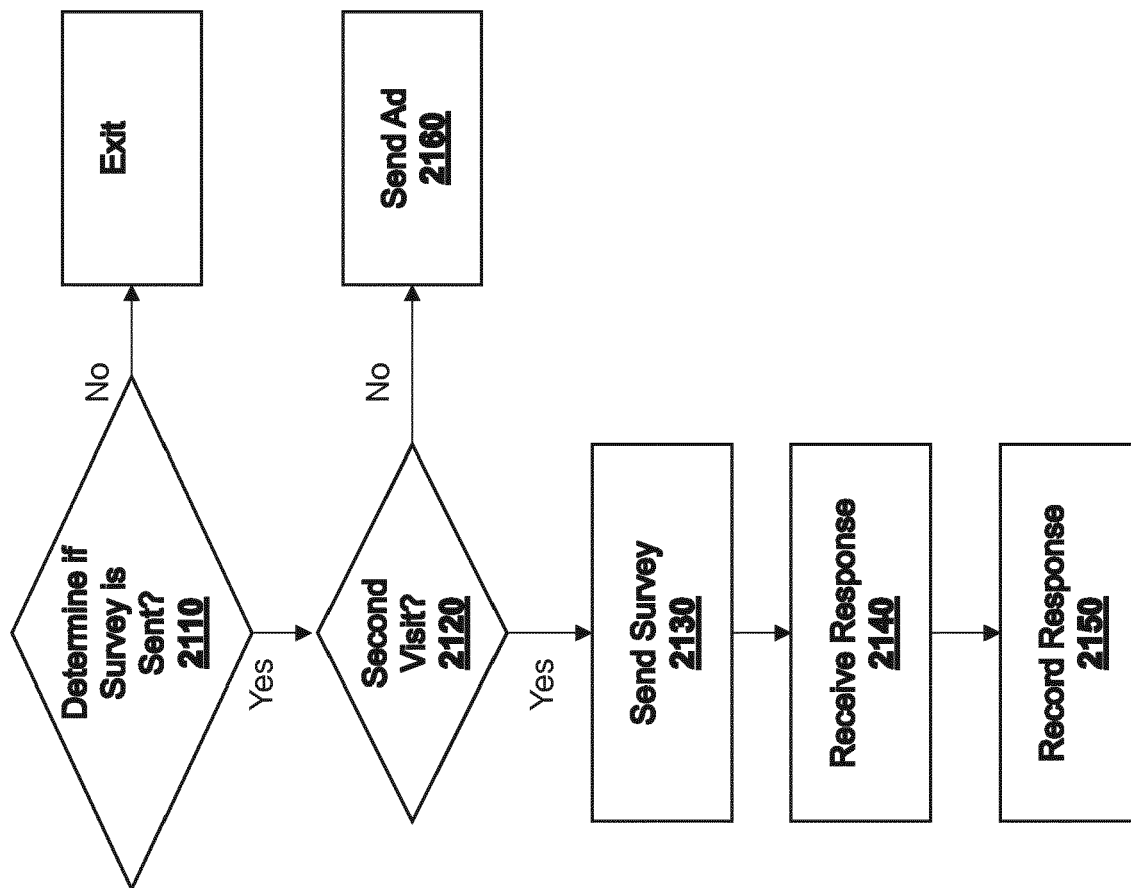 Determine if
Survey is
Sent?
2110
No
Exit
Yes
Second
Visit?
2120
No
Send Ad
2160
Yes
Send Survey
2130
Receive Response
2140
Record Response
2150